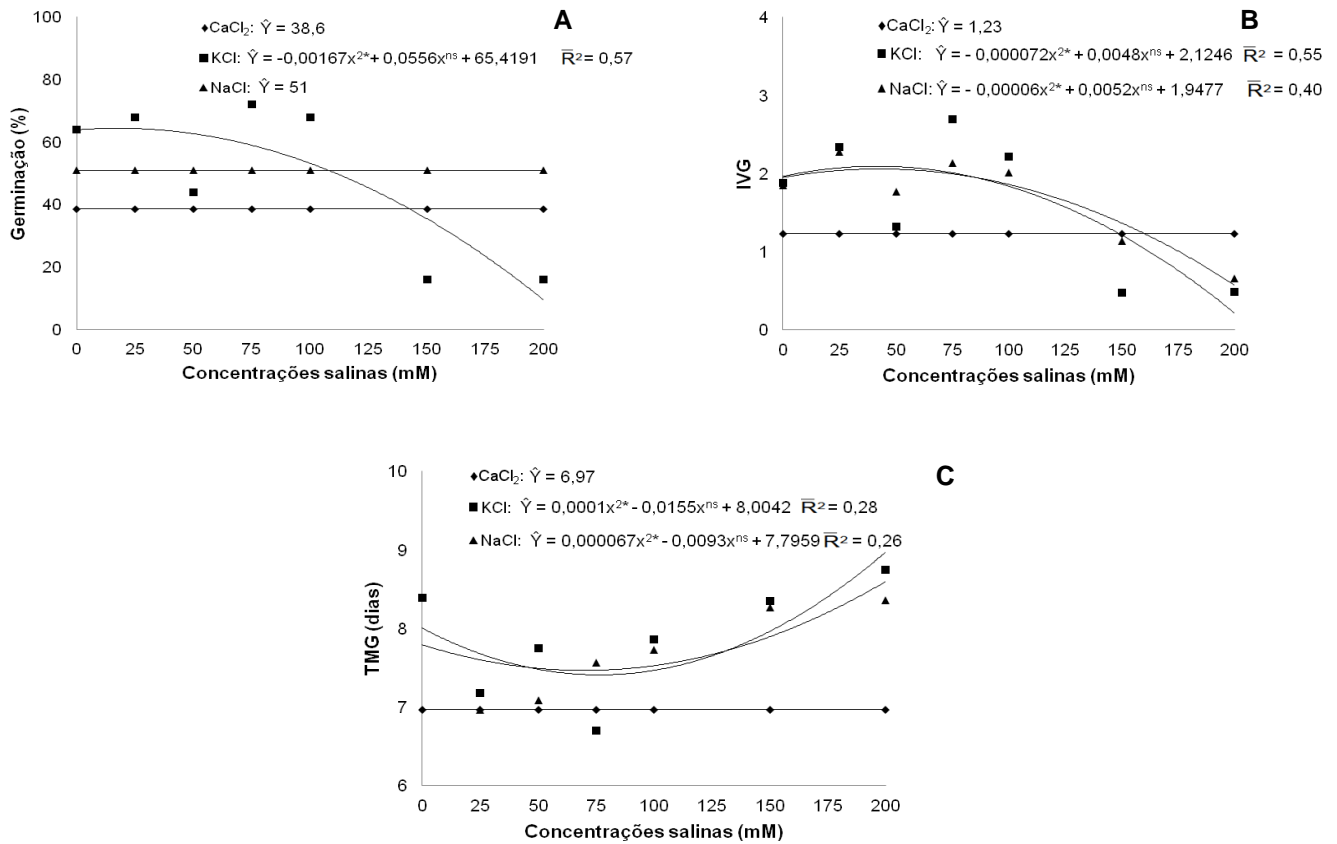 A
◆CaCl₂: Ŷ = 38,6
■ KCl: Ŷ = -0,00167x²* + 0,0556xⁿˢ + 65,4191 R̅² = 0,57
▲ NaCl: Ŷ = 51
Germinação (%)
100
80
60
40
20
0
0 25 50 75 100 125 150 175 200
Concentrações salinas (mM)
B
◆CaCl₂: Ŷ = 1,23
■ KCl: Ŷ = - 0,000072x²* + 0,0048xⁿˢ + 2,1246 R̅² = 0,55
▲ NaCl: Ŷ = - 0,00006x²* + 0,0052xⁿˢ + 1,9477 R̅² = 0,40
IVG
4
3
2
1
0
0 25 50 75 100 125 150 175 200
Concentrações salinas (mM)
C
◆CaCl₂: Ŷ = 6,97
■ KCl: Ŷ = 0,0001x²* - 0,0155xⁿˢ + 8,0042 R̅² = 0,28
▲ NaCl: Ŷ = 0,000067x²* - 0,0093xⁿˢ + 7,7959 R̅² = 0,26
TMG (dias)
10
9
8
7
6
0 25 50 75 100 125 150 175 200
Concentrações salinas (mM)